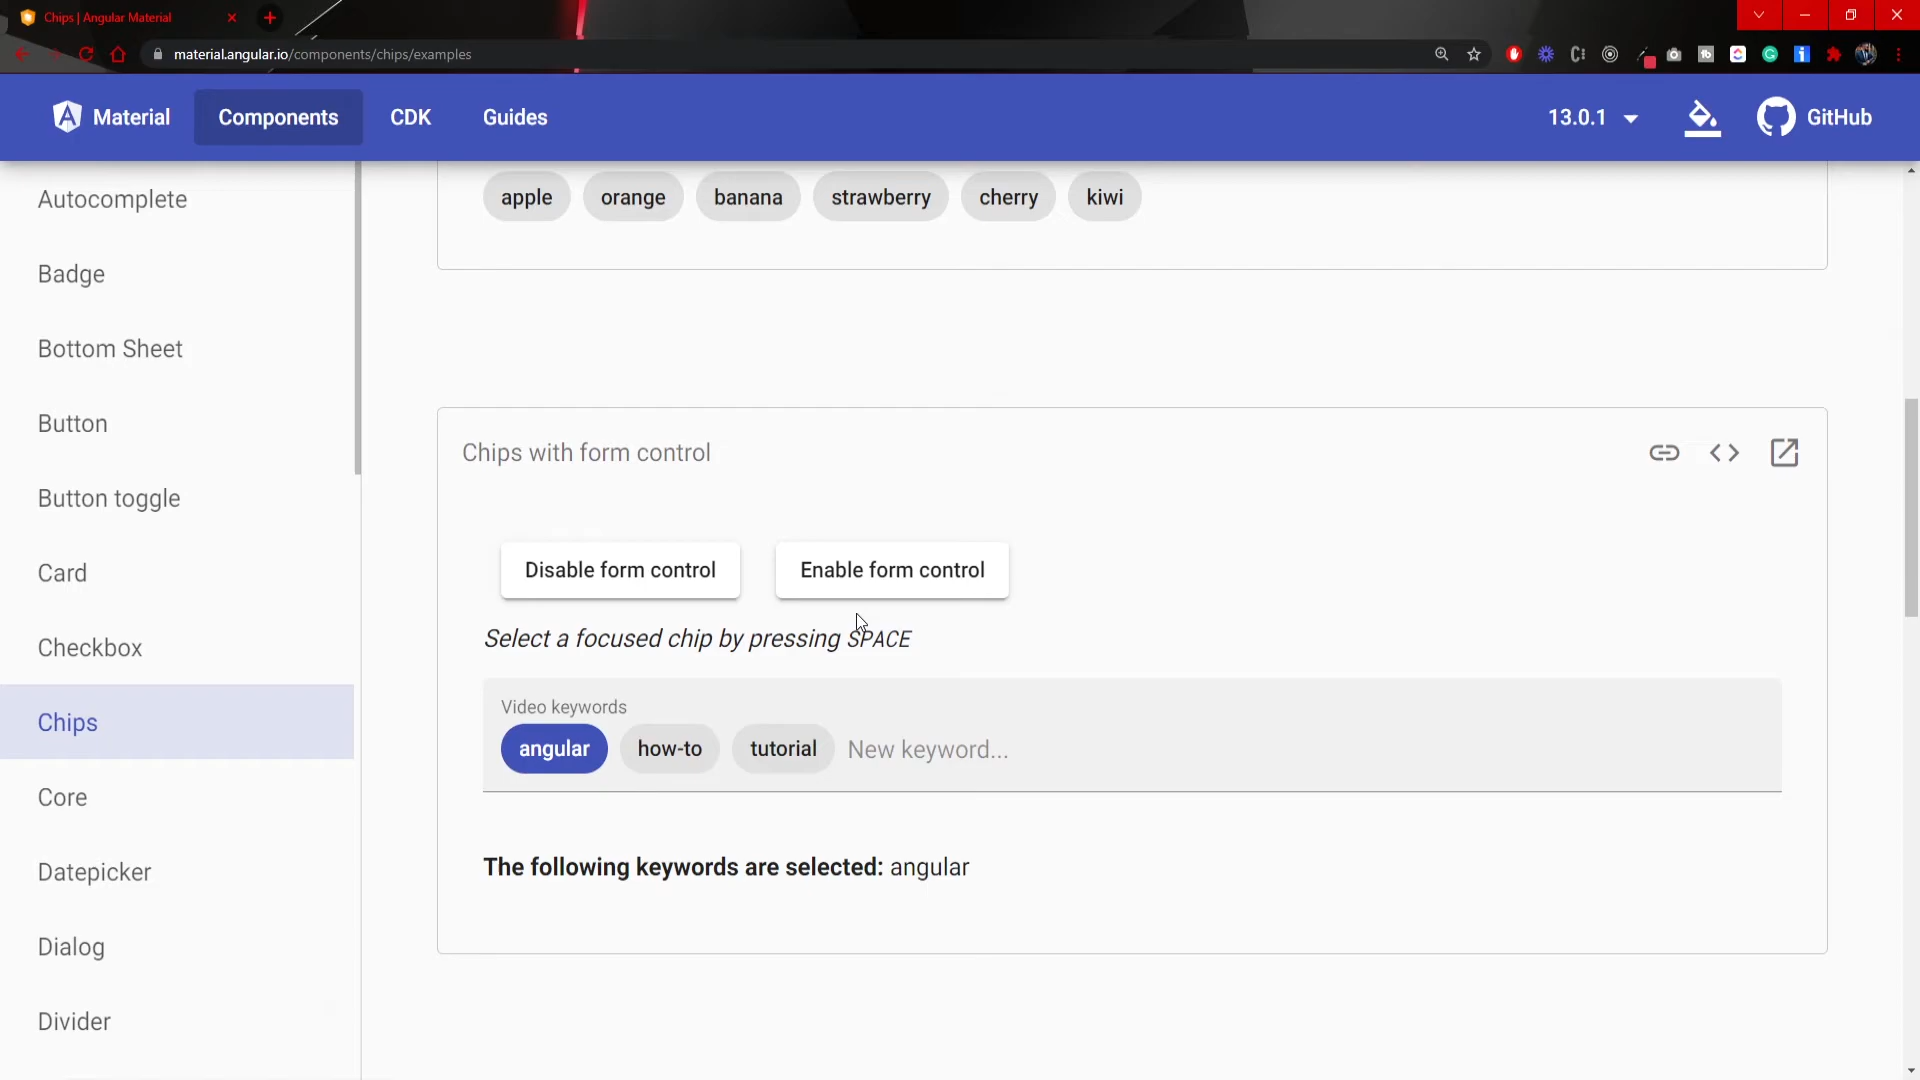 Chips | Angular Material
material.angular.io/components/chips/examples
Material
Components
CDK
Guides
13.0.1
GitHub
Autocomplete
Badge
Bottom Sheet
Button
Button toggle
Card
Checkbox
Chips
Core
Datepicker
Dialog
Divider
apple orange banana strawberry cherry kiwi
Chips with form control
Disable form control
Enable form control
Select a focused chip by pressing SPACE
Video keywords
angular how-to tutorial New keyword...
The following keywords are selected: angular